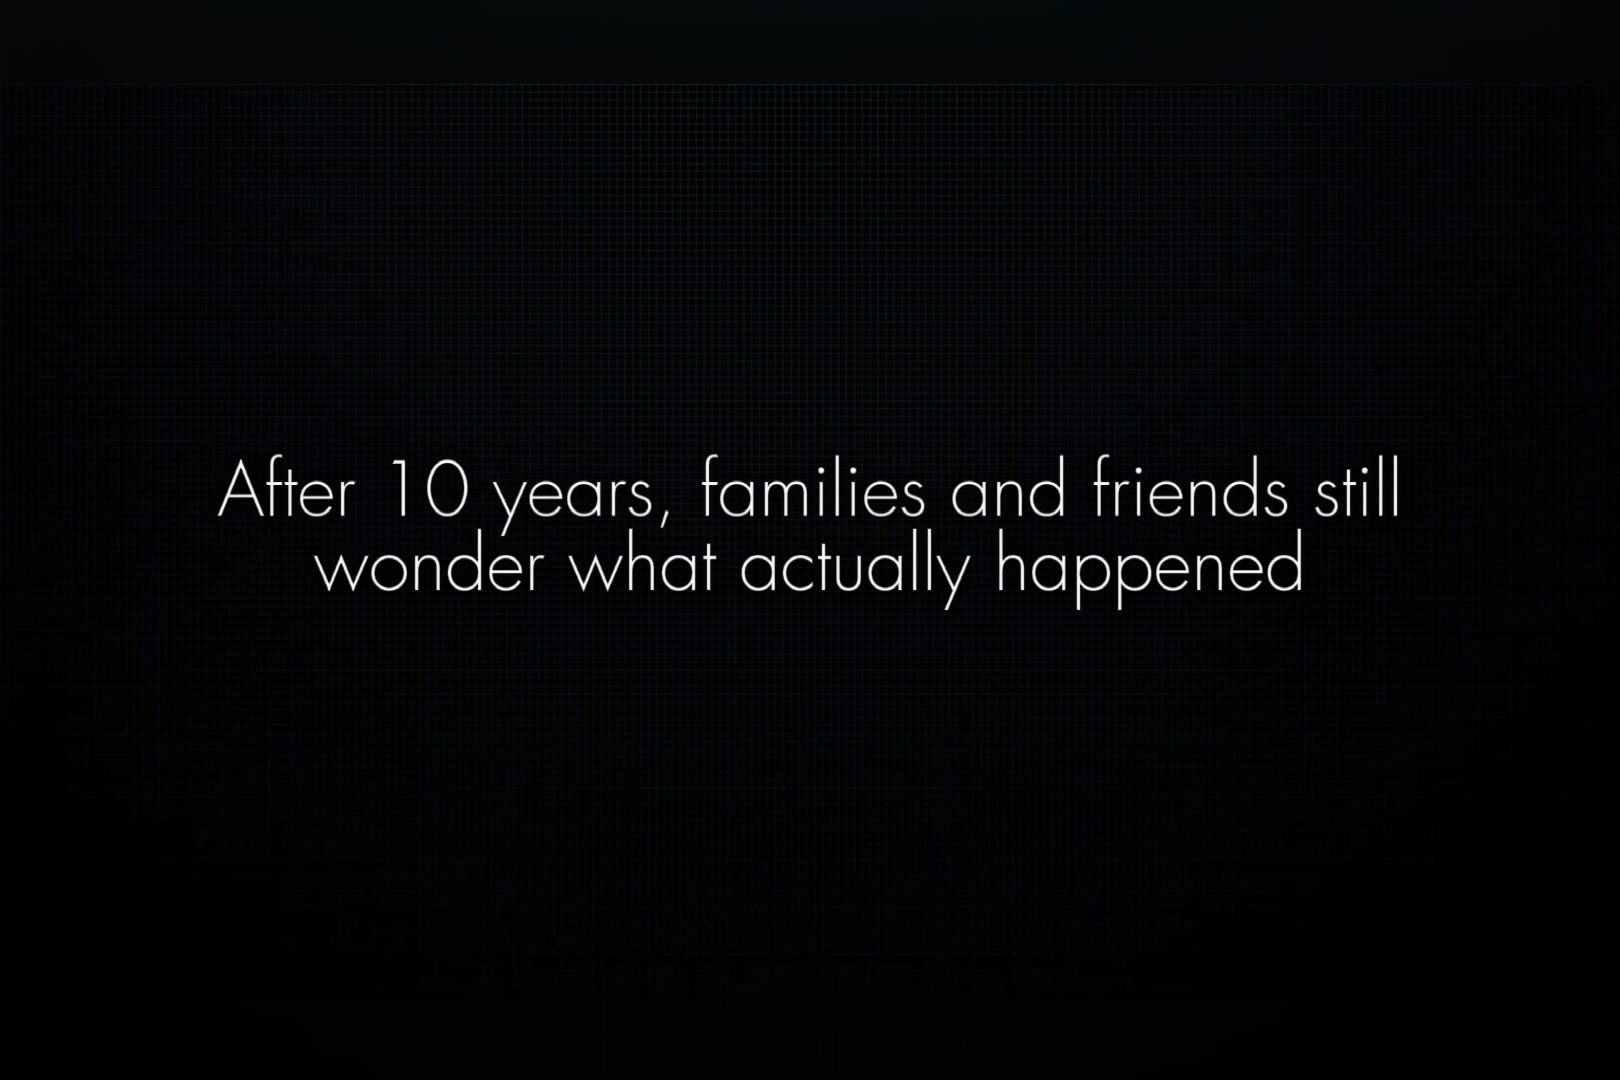 After 10 years, families and friends still
wonder what actually happened